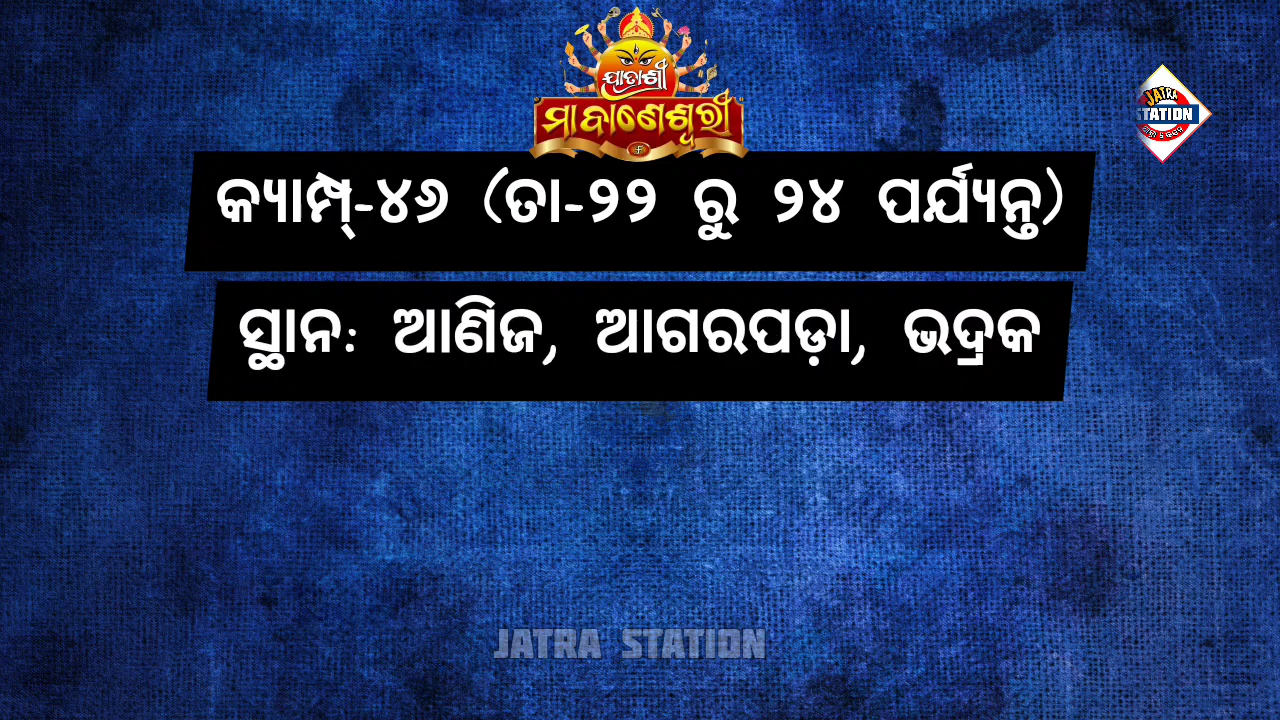 ଯାତ୍ରାଶ୍ରୀ
ମା ବାଣେଶ୍ୱରୀ
JATRA
STATION
କ୍ୟାମ୍ପ୍-୪୬ (ତା-୨୨ ରୁ ୨୪ ପର୍ଯ୍ୟନ୍ତ)
ସ୍ଥାନ: ଆଣିଜ, ଆଗରପଡ଼ା, ଭଦ୍ରକ
JATRA STATION